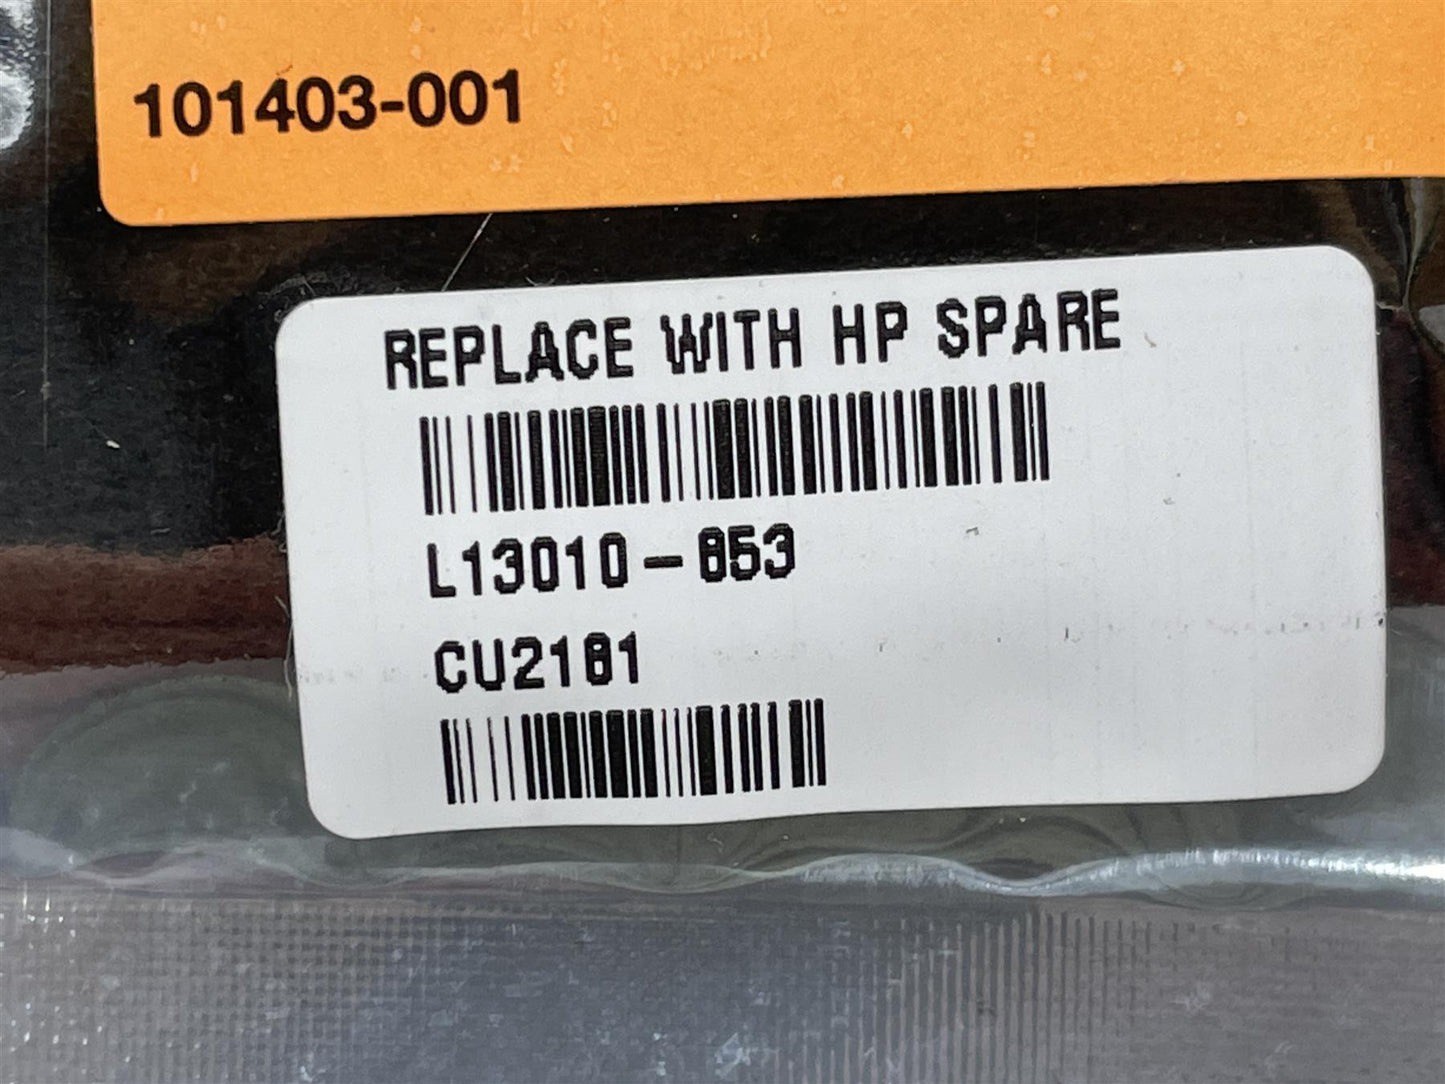 101403-001
REPLACE WITH HP SPARE
L13010-853
CU2181